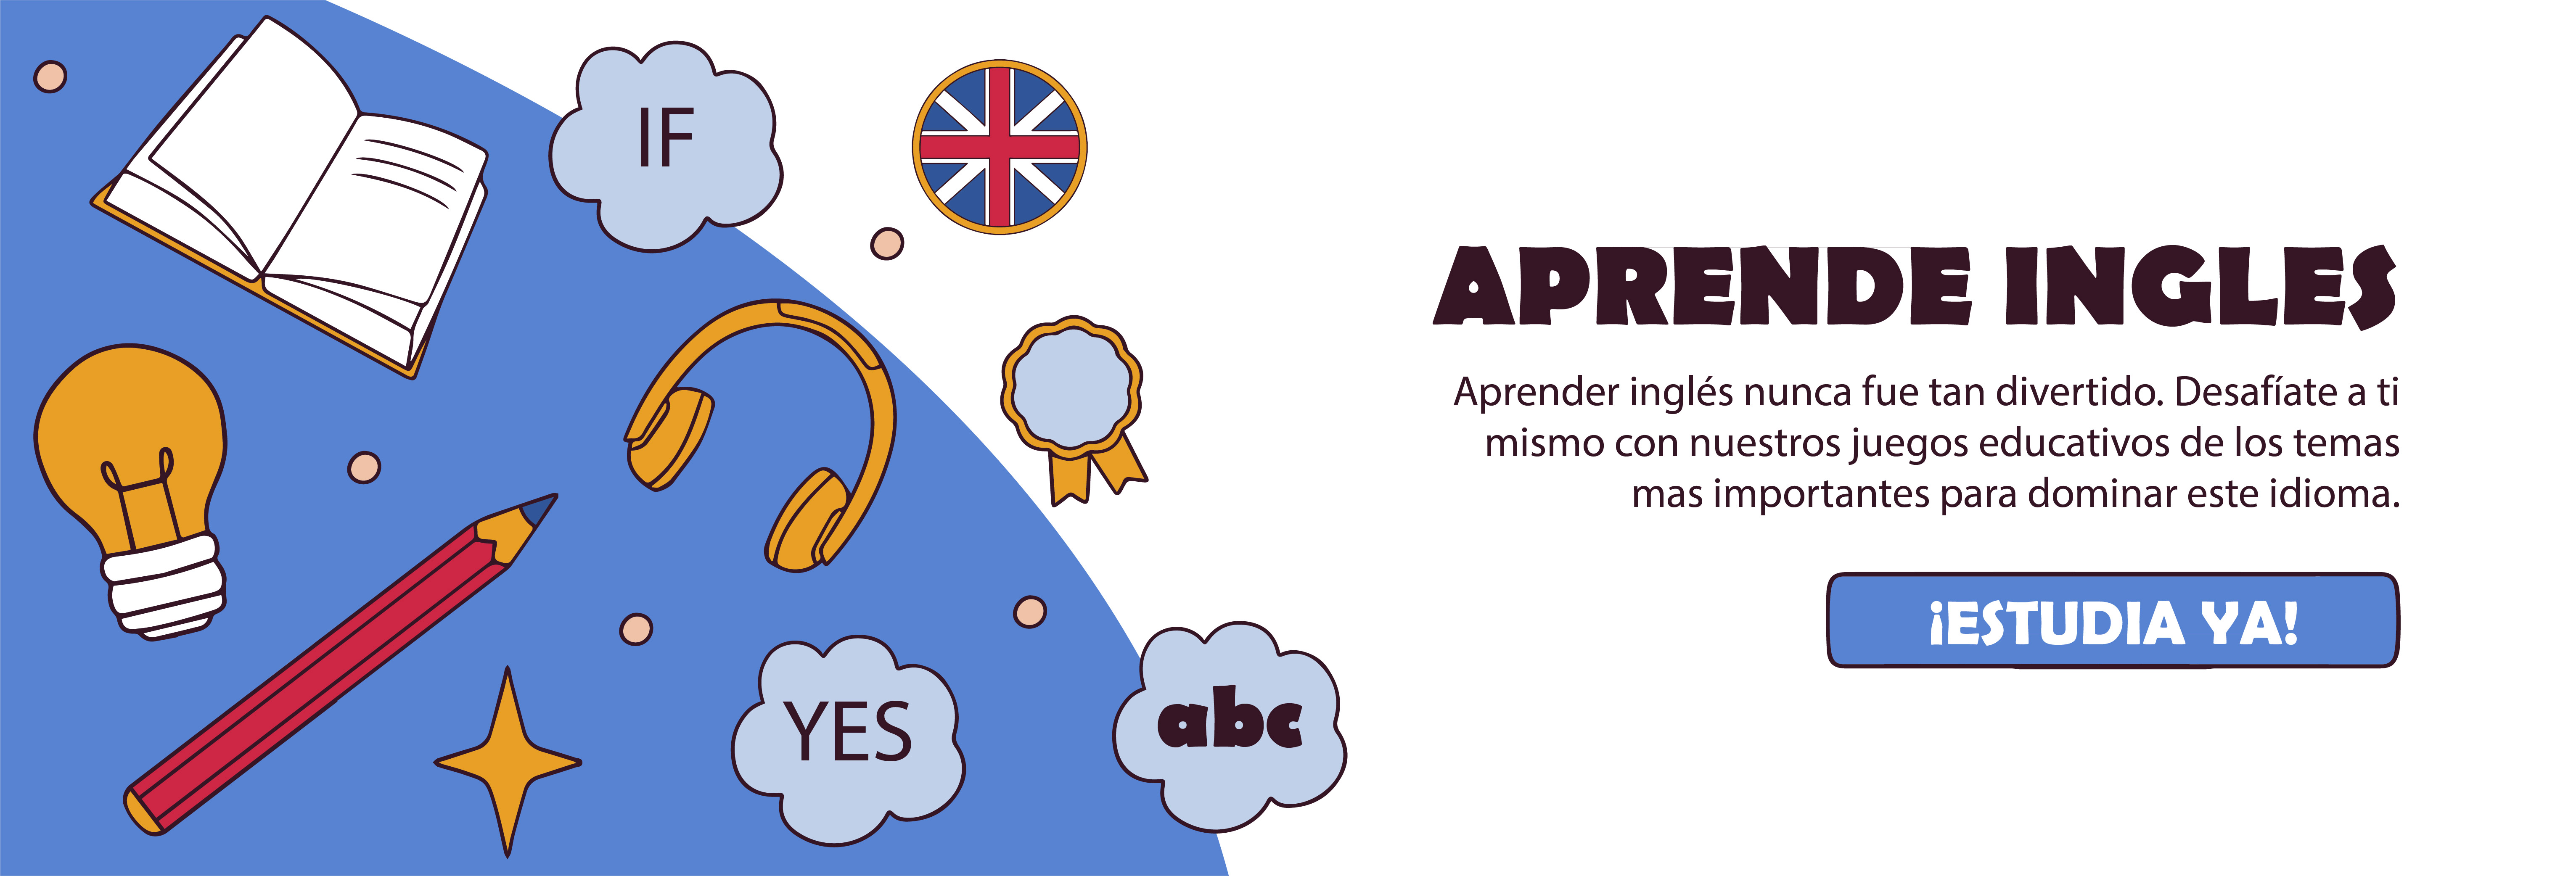 IF
APRENDE INGLES
Aprender inglés nunca fue tan divertido. Desafíate a ti
mismo con nuestros juegos educativos de los temas
mas importantes para dominar este idioma.
¡ESTUDIA YA!
YES
abc